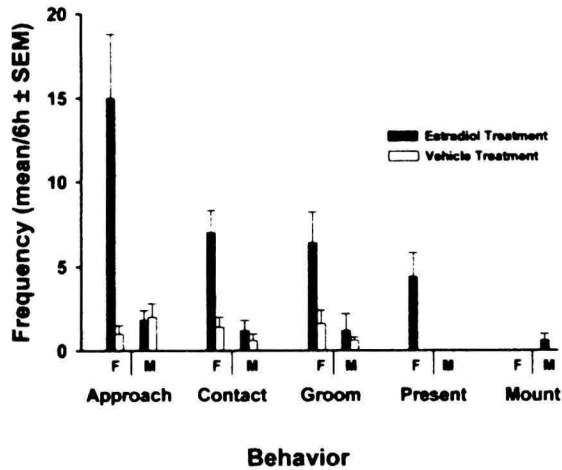 20
15
10
5
0
Frequency (mean/6h ± SEM)
Estradiol Treatment
Vehicle Treatment
F M F M F M F M F M
Approach Contact Groom Present Mount
Behavior